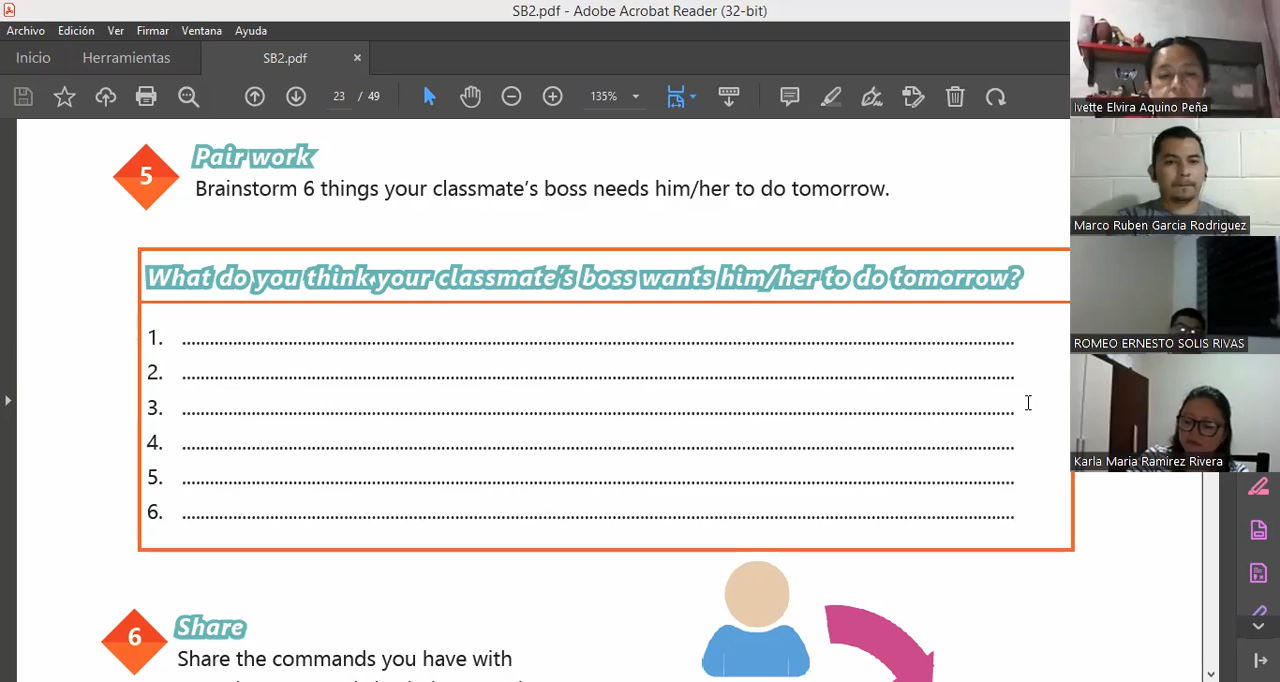 SB2.pdf - Adobe Acrobat Reader (32-bit)
Archivo Edición Ver Firmar Ventana Ayuda
Inicio Herramientas SB2.pdf ×
23 / 49 135%
5 Pair work
Brainstorm 6 things your classmate's boss needs him/her to do tomorrow.
What do you think your classmate's boss wants him/her to do tomorrow?
1. ....................
2. ....................
3. ....................
4. ....................
5. ....................
6. ....................
6 Share
Share the commands you have with
Ivette Elvira Aquino Peña
Marco Ruben Garcia Rodriguez
ROMEO ERNESTO SOLIS RIVAS
Karla Maria Ramirez Rivera